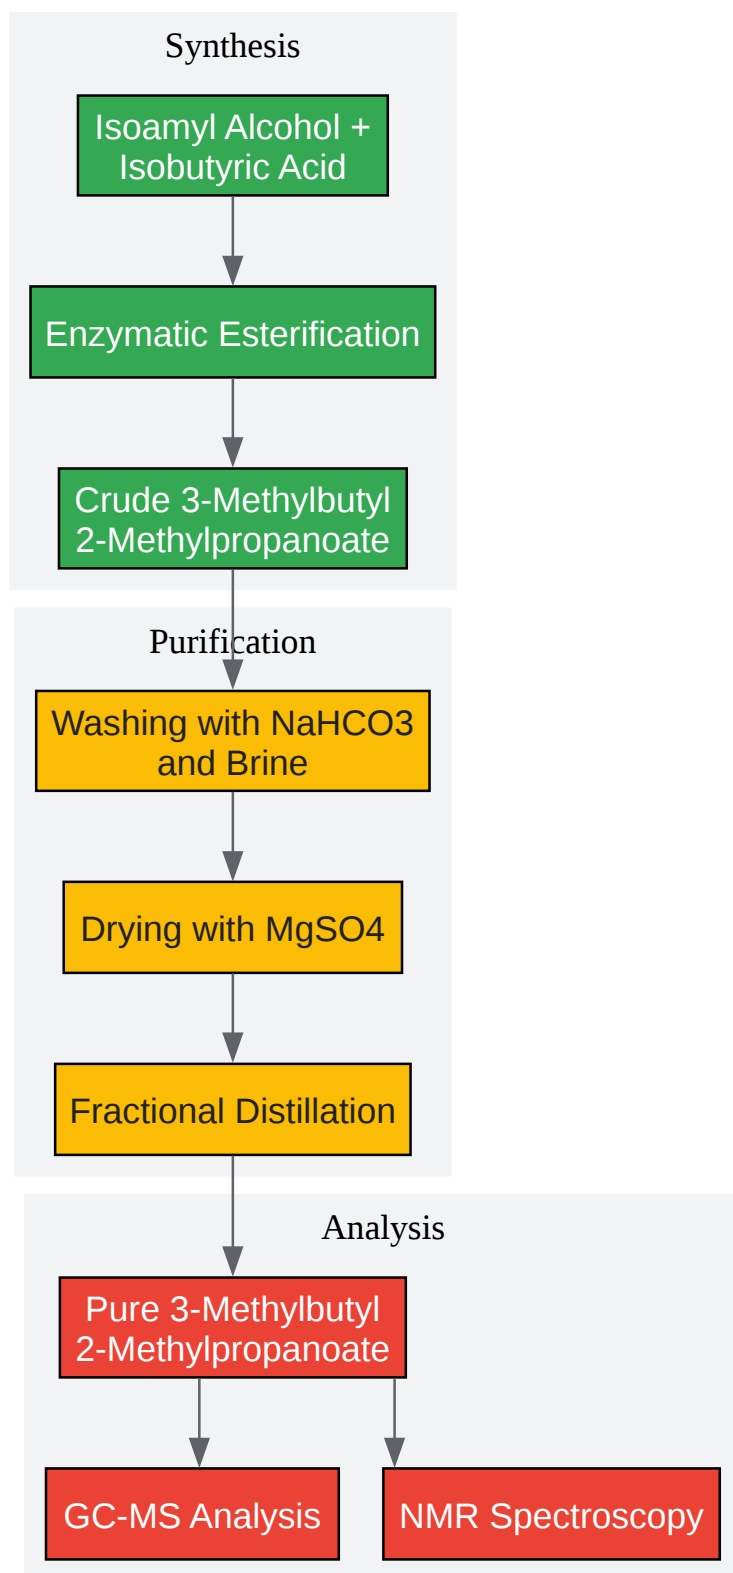 Synthesis
Isoamyl Alcohol +
Isobutyric Acid
Enzymatic Esterification
Crude 3-Methylbutyl
2-Methylpropanoate
Purification
Washing with NaHCO3
and Brine
Drying with MgSO4
Fractional Distillation
Analysis
Pure 3-Methylbutyl
2-Methylpropanoate
GC-MS Analysis
NMR Spectroscopy